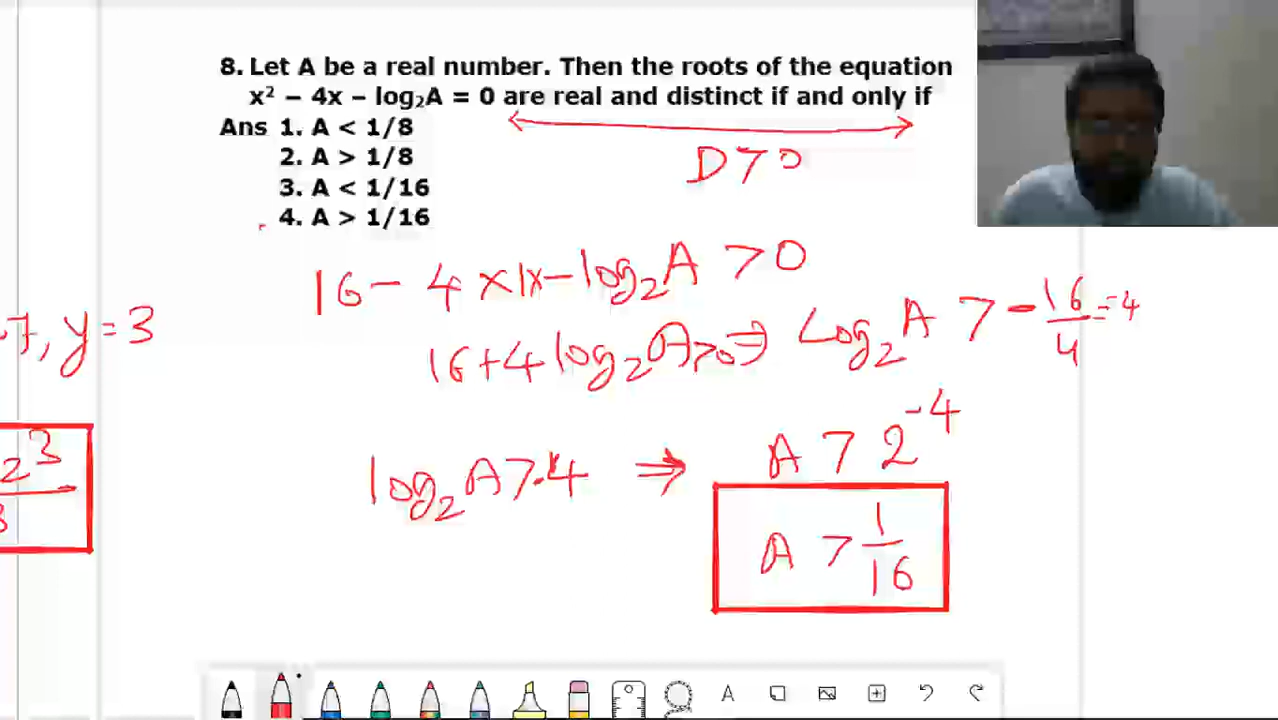 8. Let A be a real number. Then the roots of the equation
x² – 4x – log₂A = 0 are real and distinct if and only if
Ans 1. A < 1/8
2. A > 1/8
3. A < 1/16
4. A > 1/16
D > 0
16 - 4 × 1 × - log₂A > 0
16 + 4 log₂A > 0 ⇒ Log₂A > - 16/4 = -4
, y = 3
log₂A > -4 ⇒ A > 2⁻⁴
2³
A > 1/16